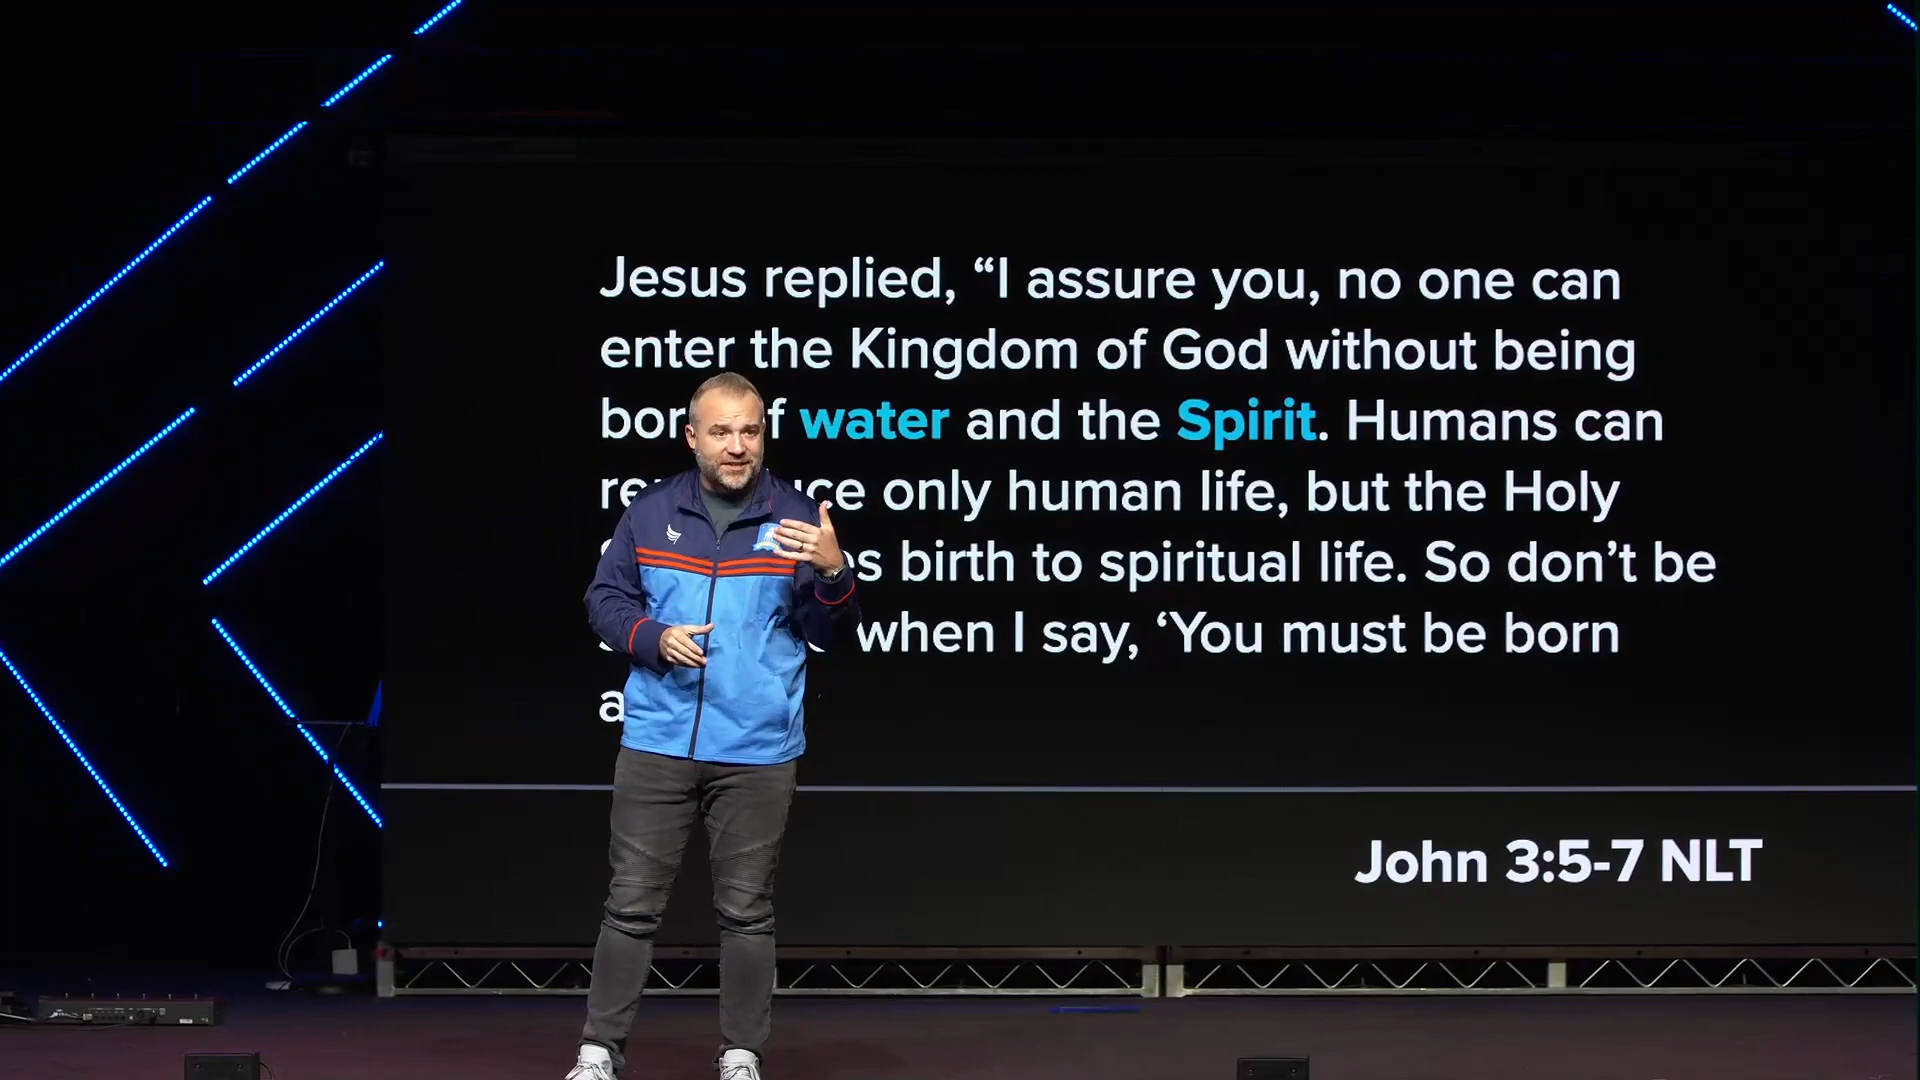 Jesus replied, “I assure you, no one can
enter the Kingdom of God without being
water and the Spirit. Humans can
only human life, but the Holy
birth to spiritual life. So don’t be
when I say, ‘You must be born
John 3:5-7 NLT